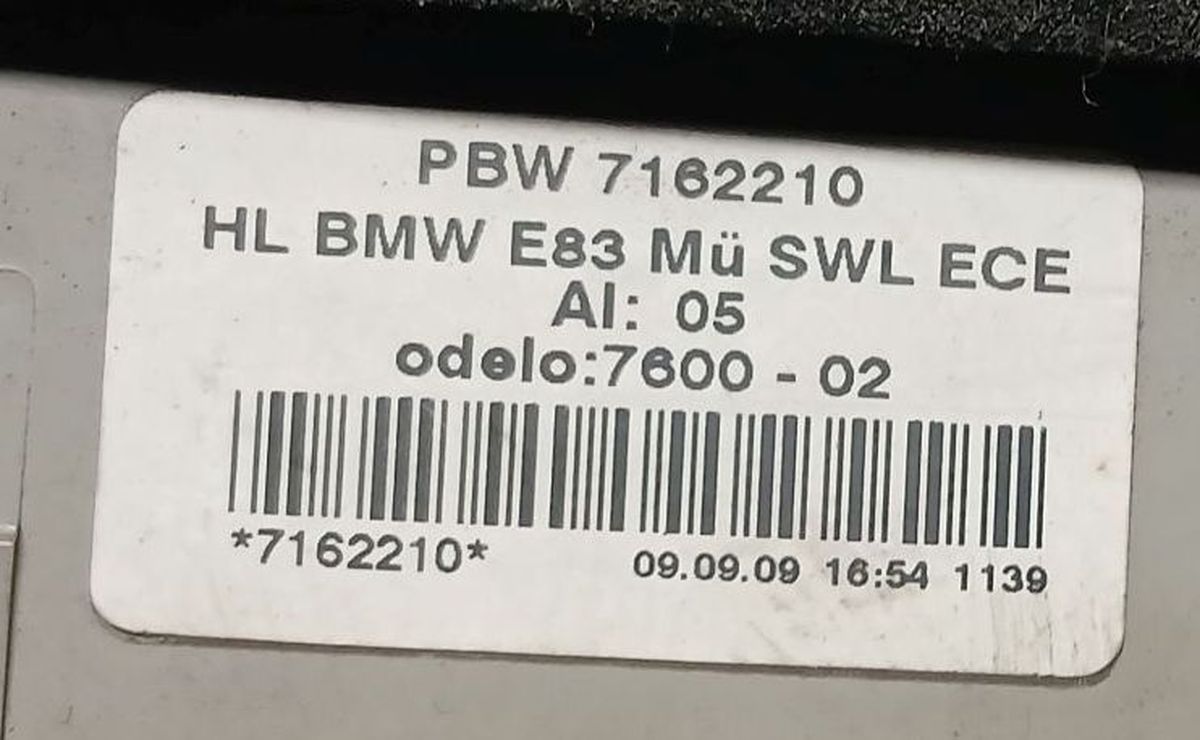 PBW 7162210
HL BMW E83 Mü SWL ECE
AI: 05
odelo:7600 - 02
*7162210* 09.09.09 16:54 1139